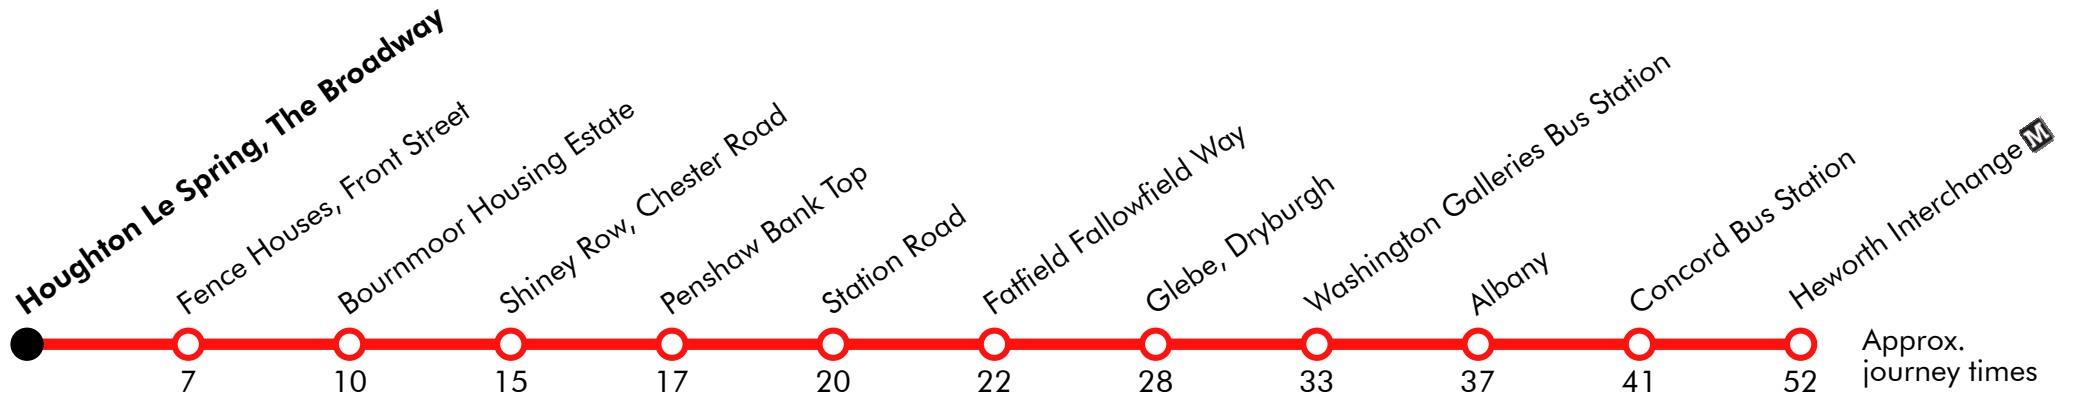 Houghton Le Spring, The Broadway
Fence Houses, Front Street
Bournmoor Housing Estate
Shiney Row, Chester Road
Penshaw Bank Top
Station Road
Fatfield Fallowfield Way
Glebe, Dryburgh
Washington Galleries Bus Station
Albany
Concord Bus Station
Heworth Interchange M
7 10 15 17 20 22 28 33 37 41 52
Approx.
journey times